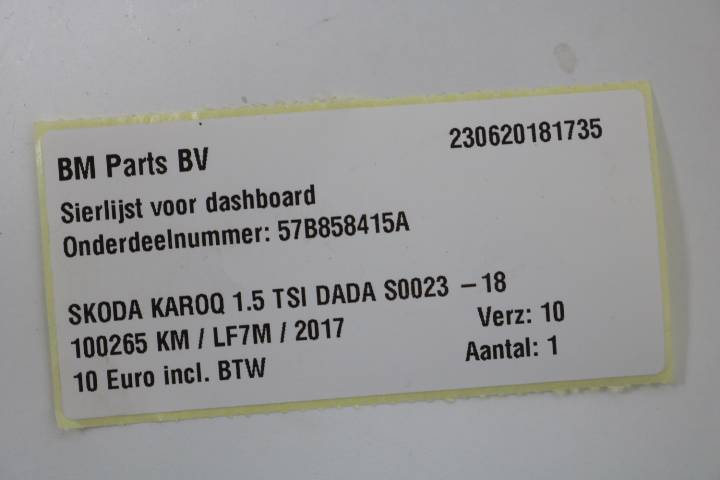 BM Parts BV 230620181735
Sierlijst voor dashboard
Onderdeelnummer: 57B858415A
SKODA KAROQ 1.5 TSI DADA S0023 – 18
100265 KM / LF7M / 2017 Verz: 10
10 Euro incl. BTW Aantal: 1